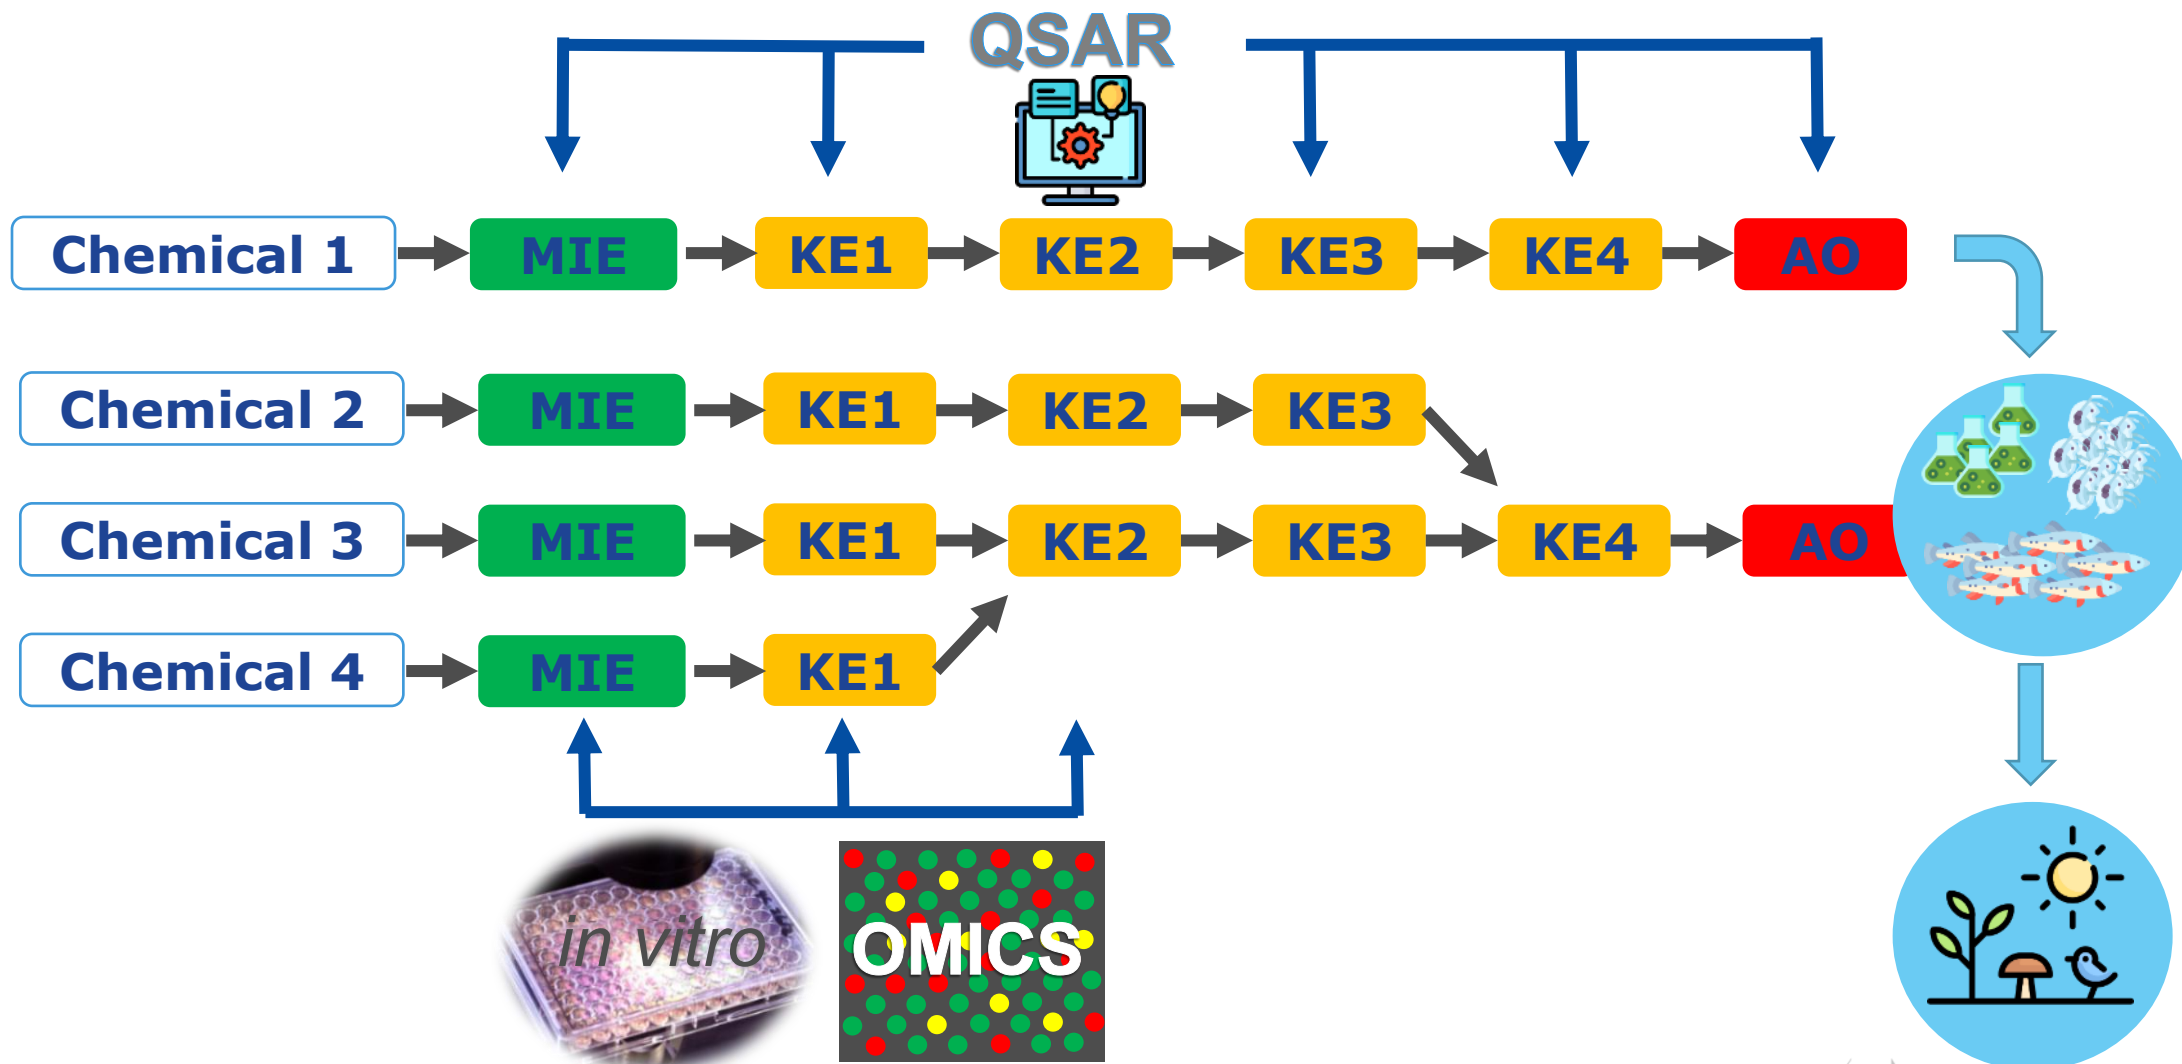 QSAR
Chemical 1 MIE KE1 KE2 KE3 KE4 AO
Chemical 2 MIE KE1 KE2 KE3
Chemical 3 MIE KE1 KE2 KE3 KE4 AO
Chemical 4 MIE KE1
in vitro OMICS